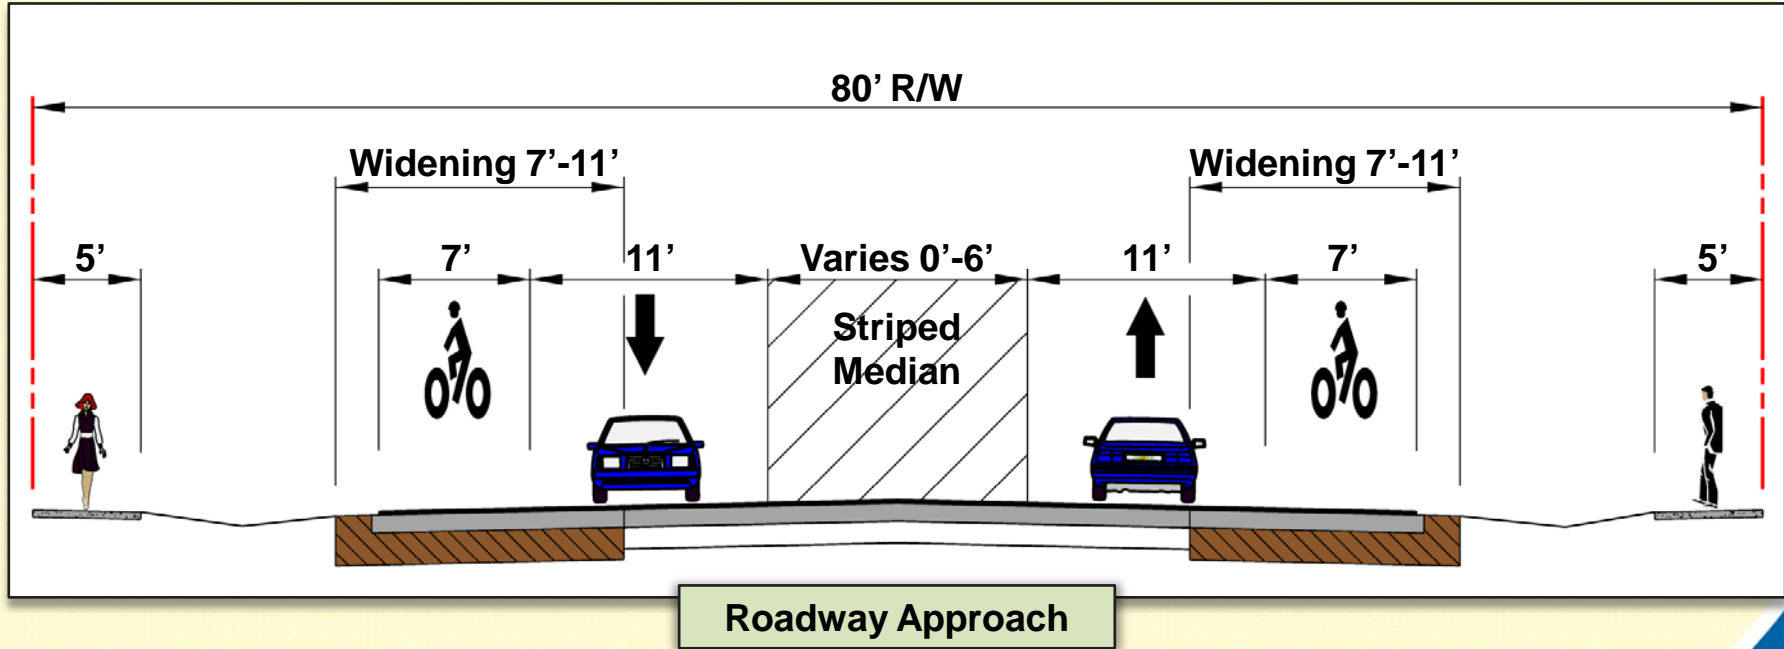 80’ R/W
Widening 7’-11’
Widening 7’-11’
5’
7’
11’
Varies 0’-6’
11’
7’
5’
Striped
Median
Roadway Approach